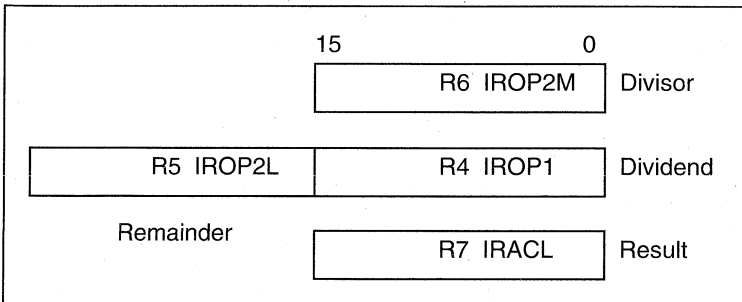 15 0
R6 IROP2M Divisor
R5 IROP2L R4 IROP1 Dividend
Remainder
R7 IRACL Result